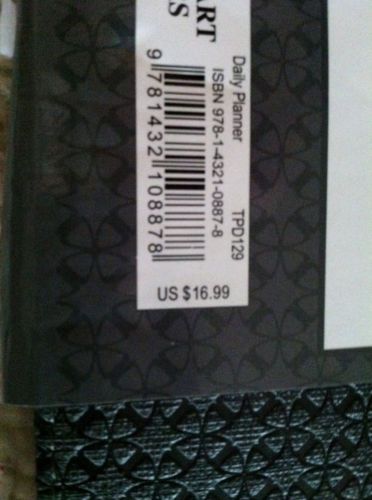 ART
S
Daily Planner TPD129
ISBN 978-1-4321-0887-8
9 781432 108878
US $16.99